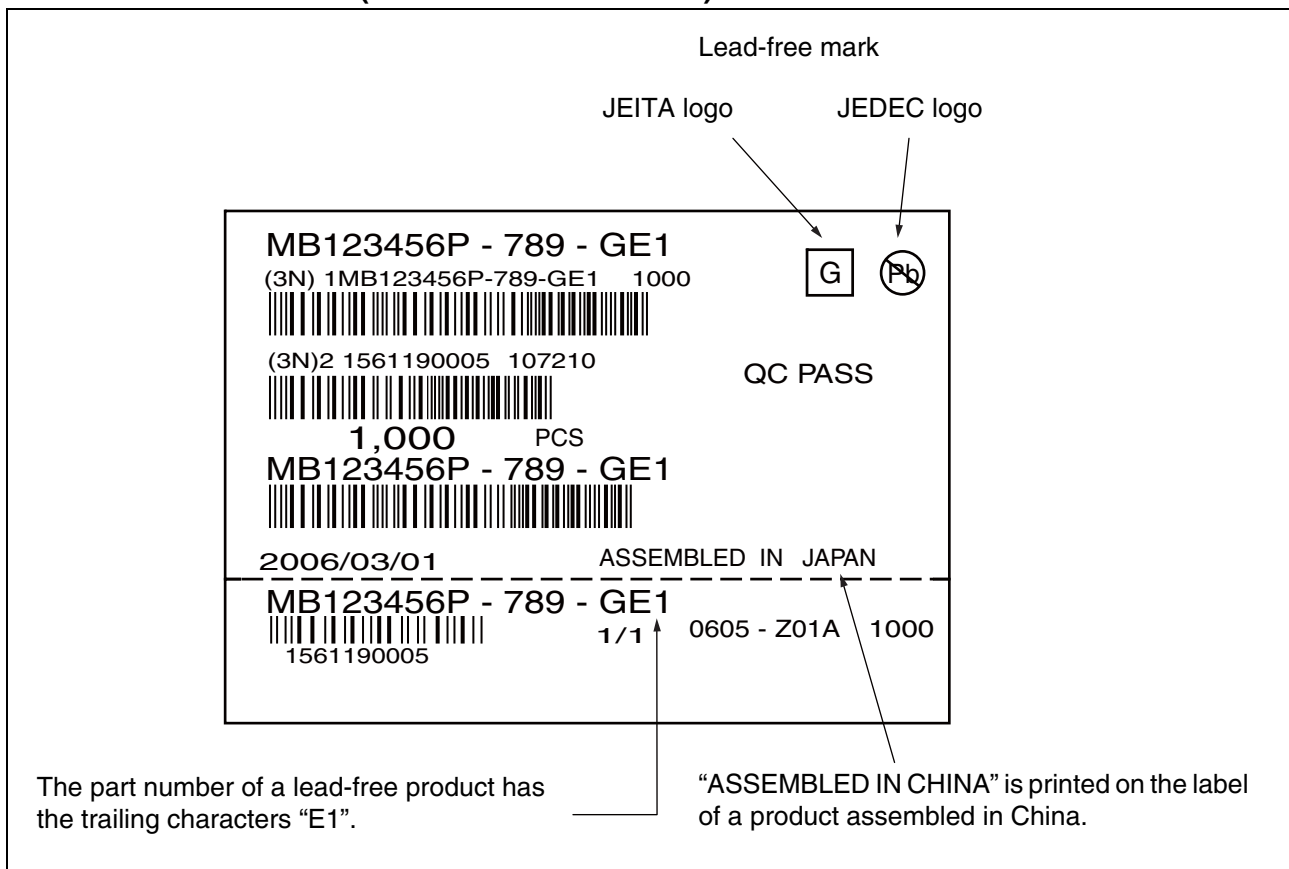 Lead-free mark
JEITA logo JEDEC logo
MB123456P - 789 - GE1
(3N) 1MB123456P-789-GE1 1000
G Pb
(3N)2 1561190005 107210
QC PASS
1,000 PCS
MB123456P - 789 - GE1
2006/03/01 ASSEMBLED IN JAPAN
MB123456P - 789 - GE1
1/1 0605 - Z01A 1000
1561190005
The part number of a lead-free product has
the trailing characters “E1”.
“ASSEMBLED IN CHINA” is printed on the label
of a product assembled in China.